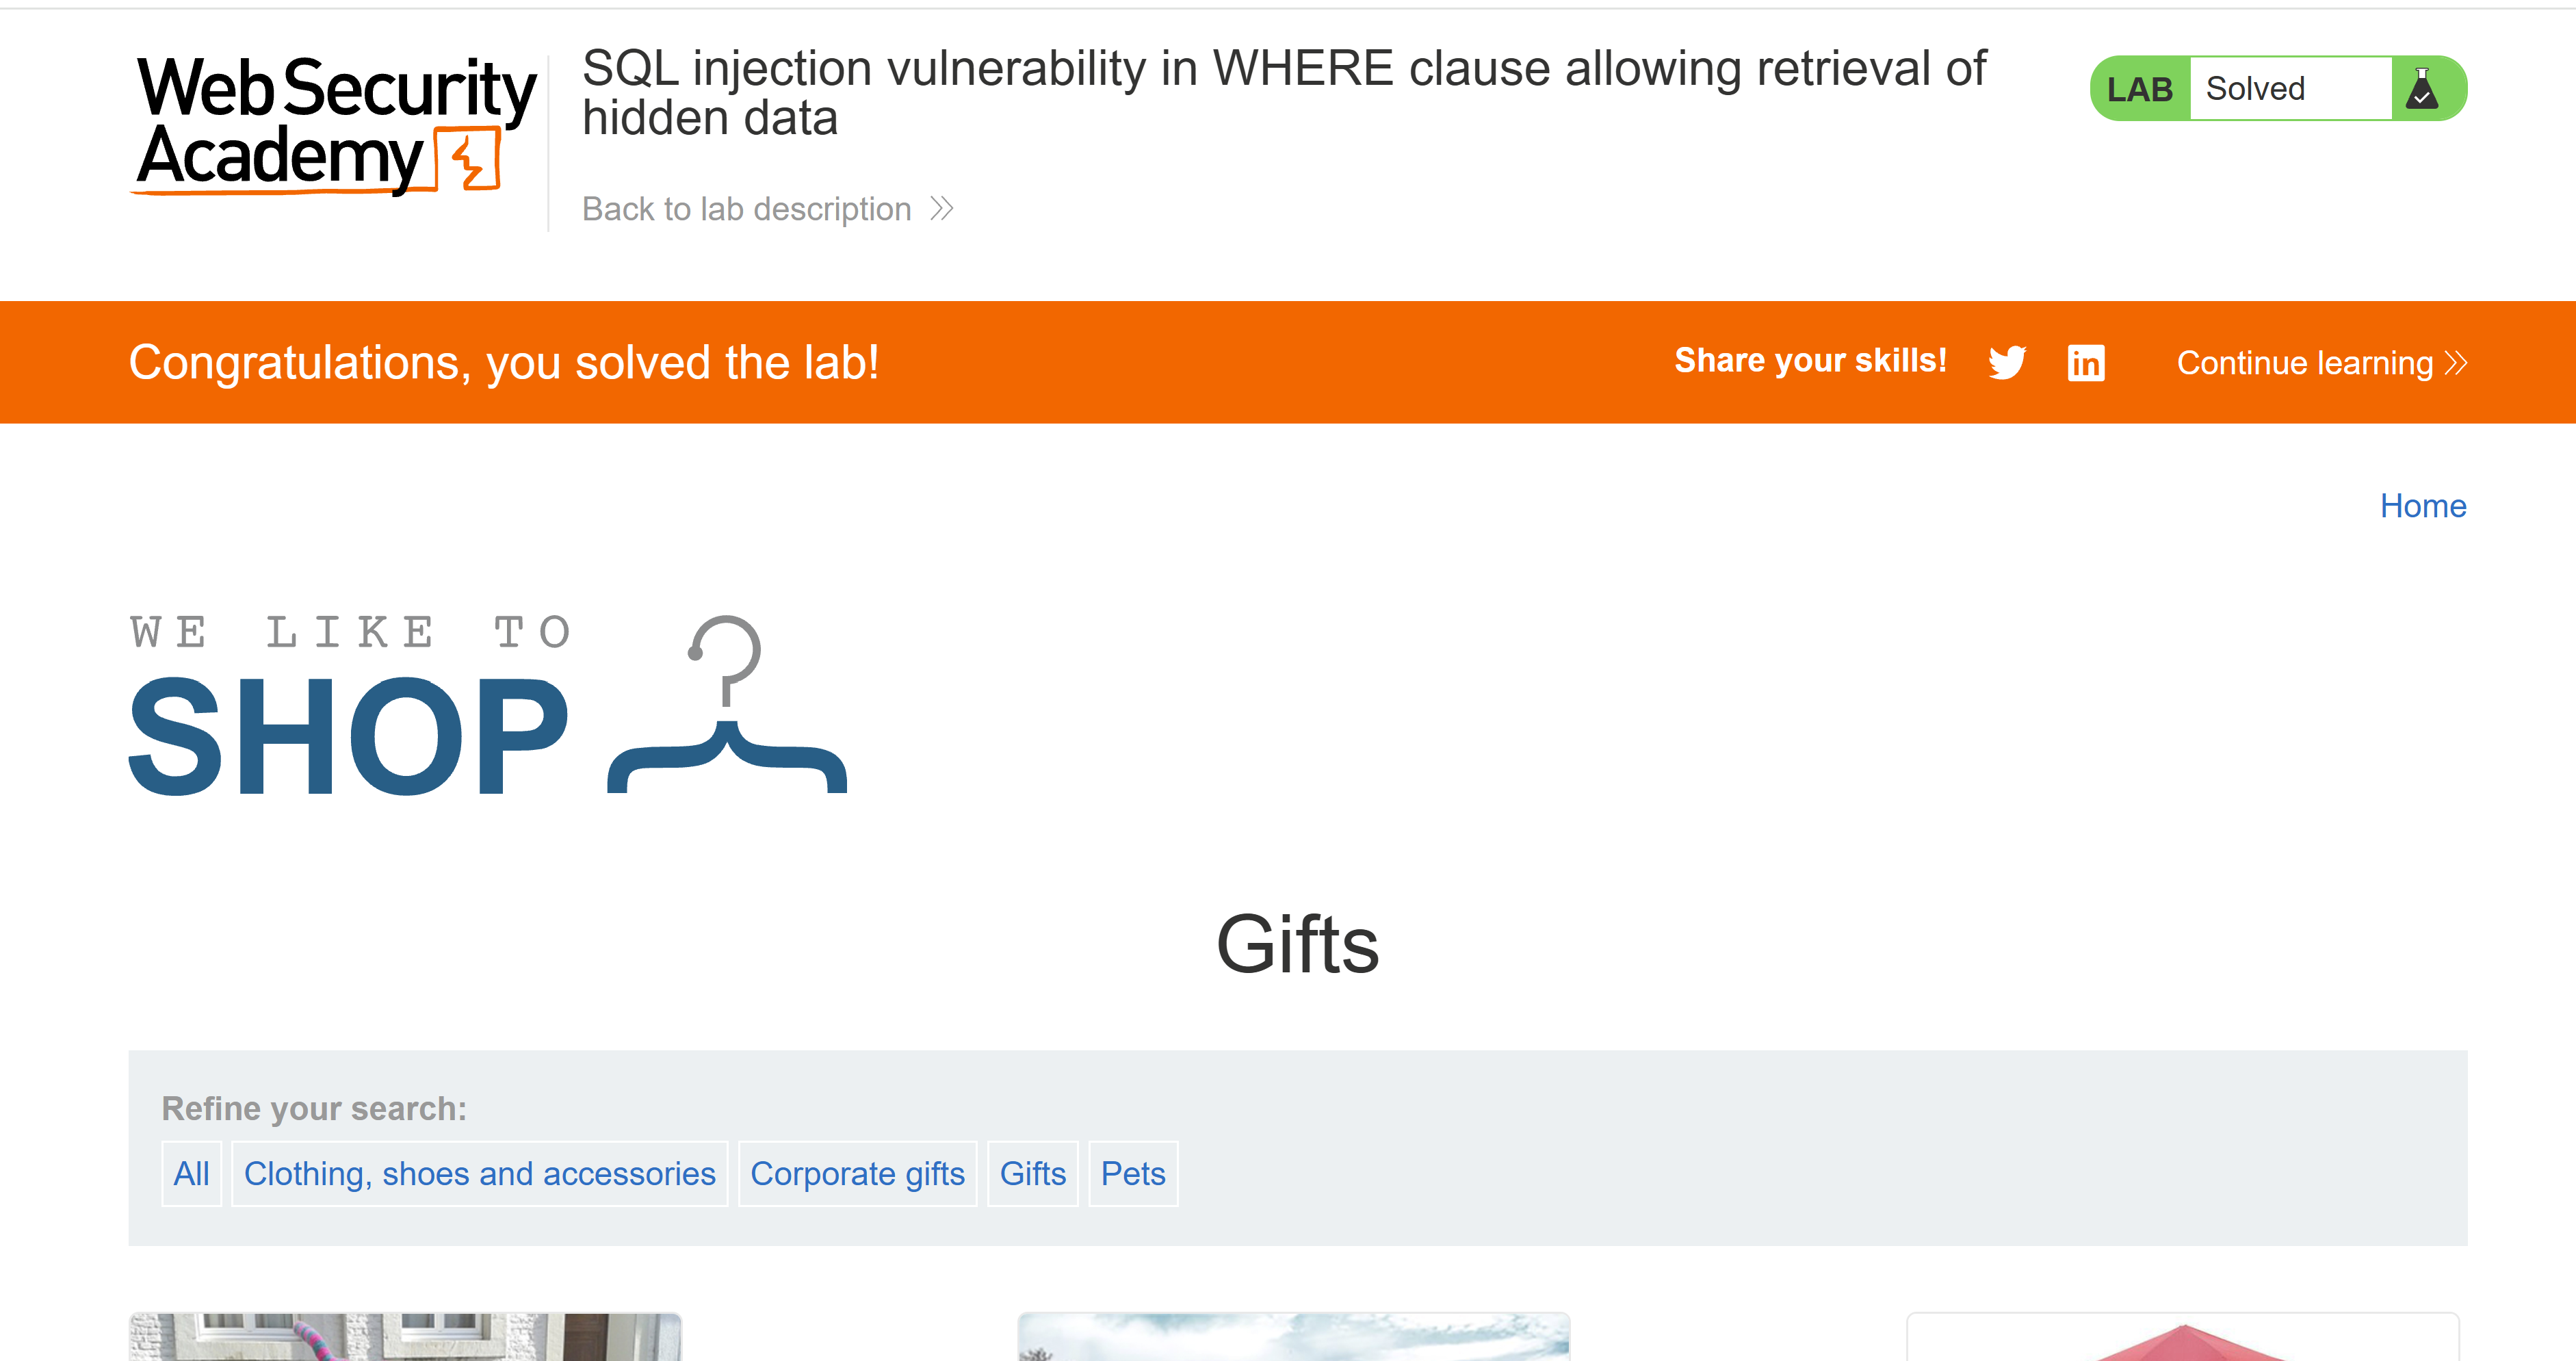 Web Security
Academy
SQL injection vulnerability in WHERE clause allowing retrieval of
hidden data
Back to lab description
LAB Solved
Congratulations, you solved the lab!
Share your skills! in Continue learning
Home
WE LIKE TO
SHOP
Gifts
Refine your search:
All Clothing, shoes and accessories Corporate gifts Gifts Pets